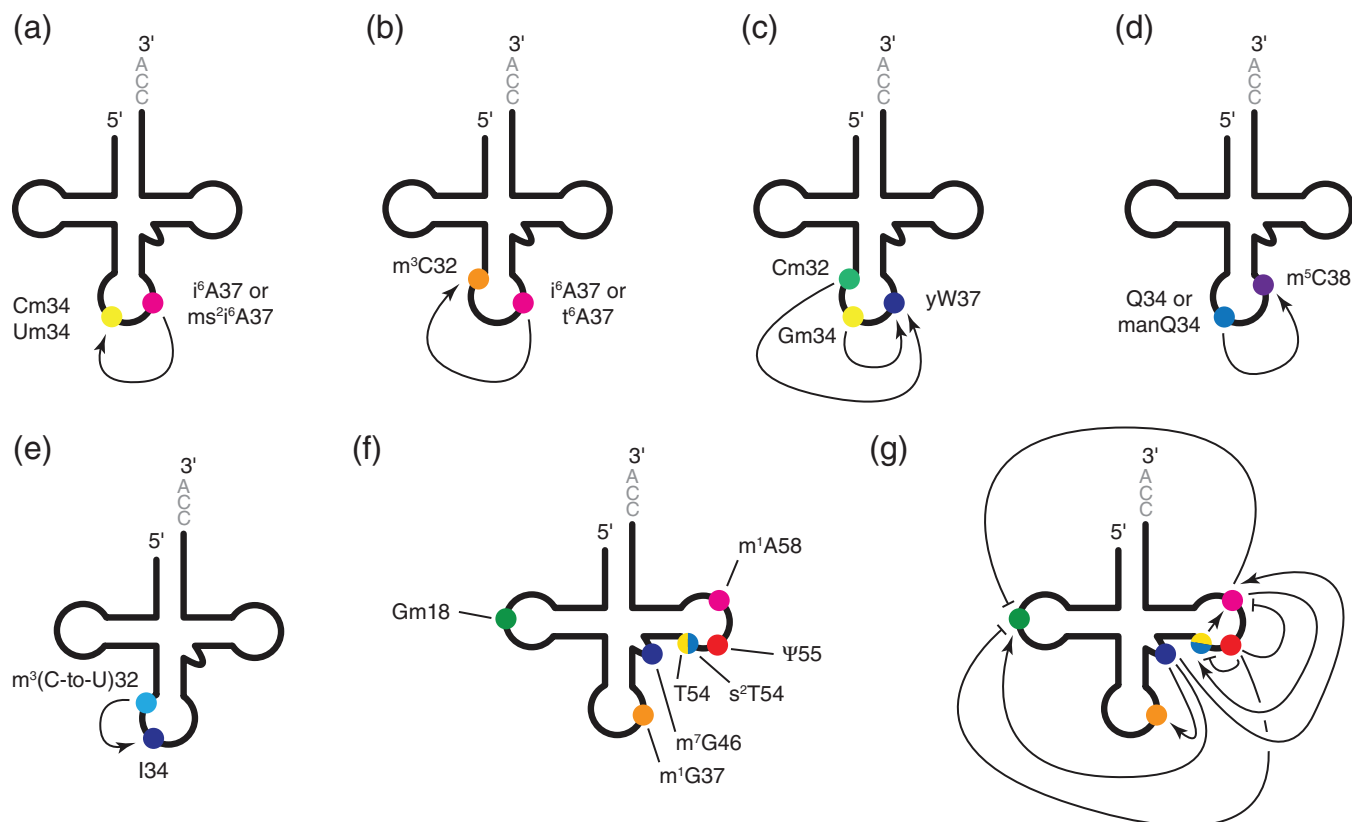 (a)
3'
A
C
C
5'
Cm34
Um34
i⁶A37 or
ms²i⁶A37
(b)
3'
A
C
C
5'
m³C32
i⁶A37 or
t⁶A37
(c)
3'
A
C
C
5'
Cm32
Gm34
yW37
(d)
3'
A
C
C
5'
Q34 or
manQ34
m⁵C38
(e)
3'
A
C
C
5'
m³(C-to-U)32
I34
(f)
3'
A
C
C
5'
Gm18
m¹A58
Ψ55
T54
s²T54
m⁷G46
m¹G37
(g)
3'
A
C
C
5'